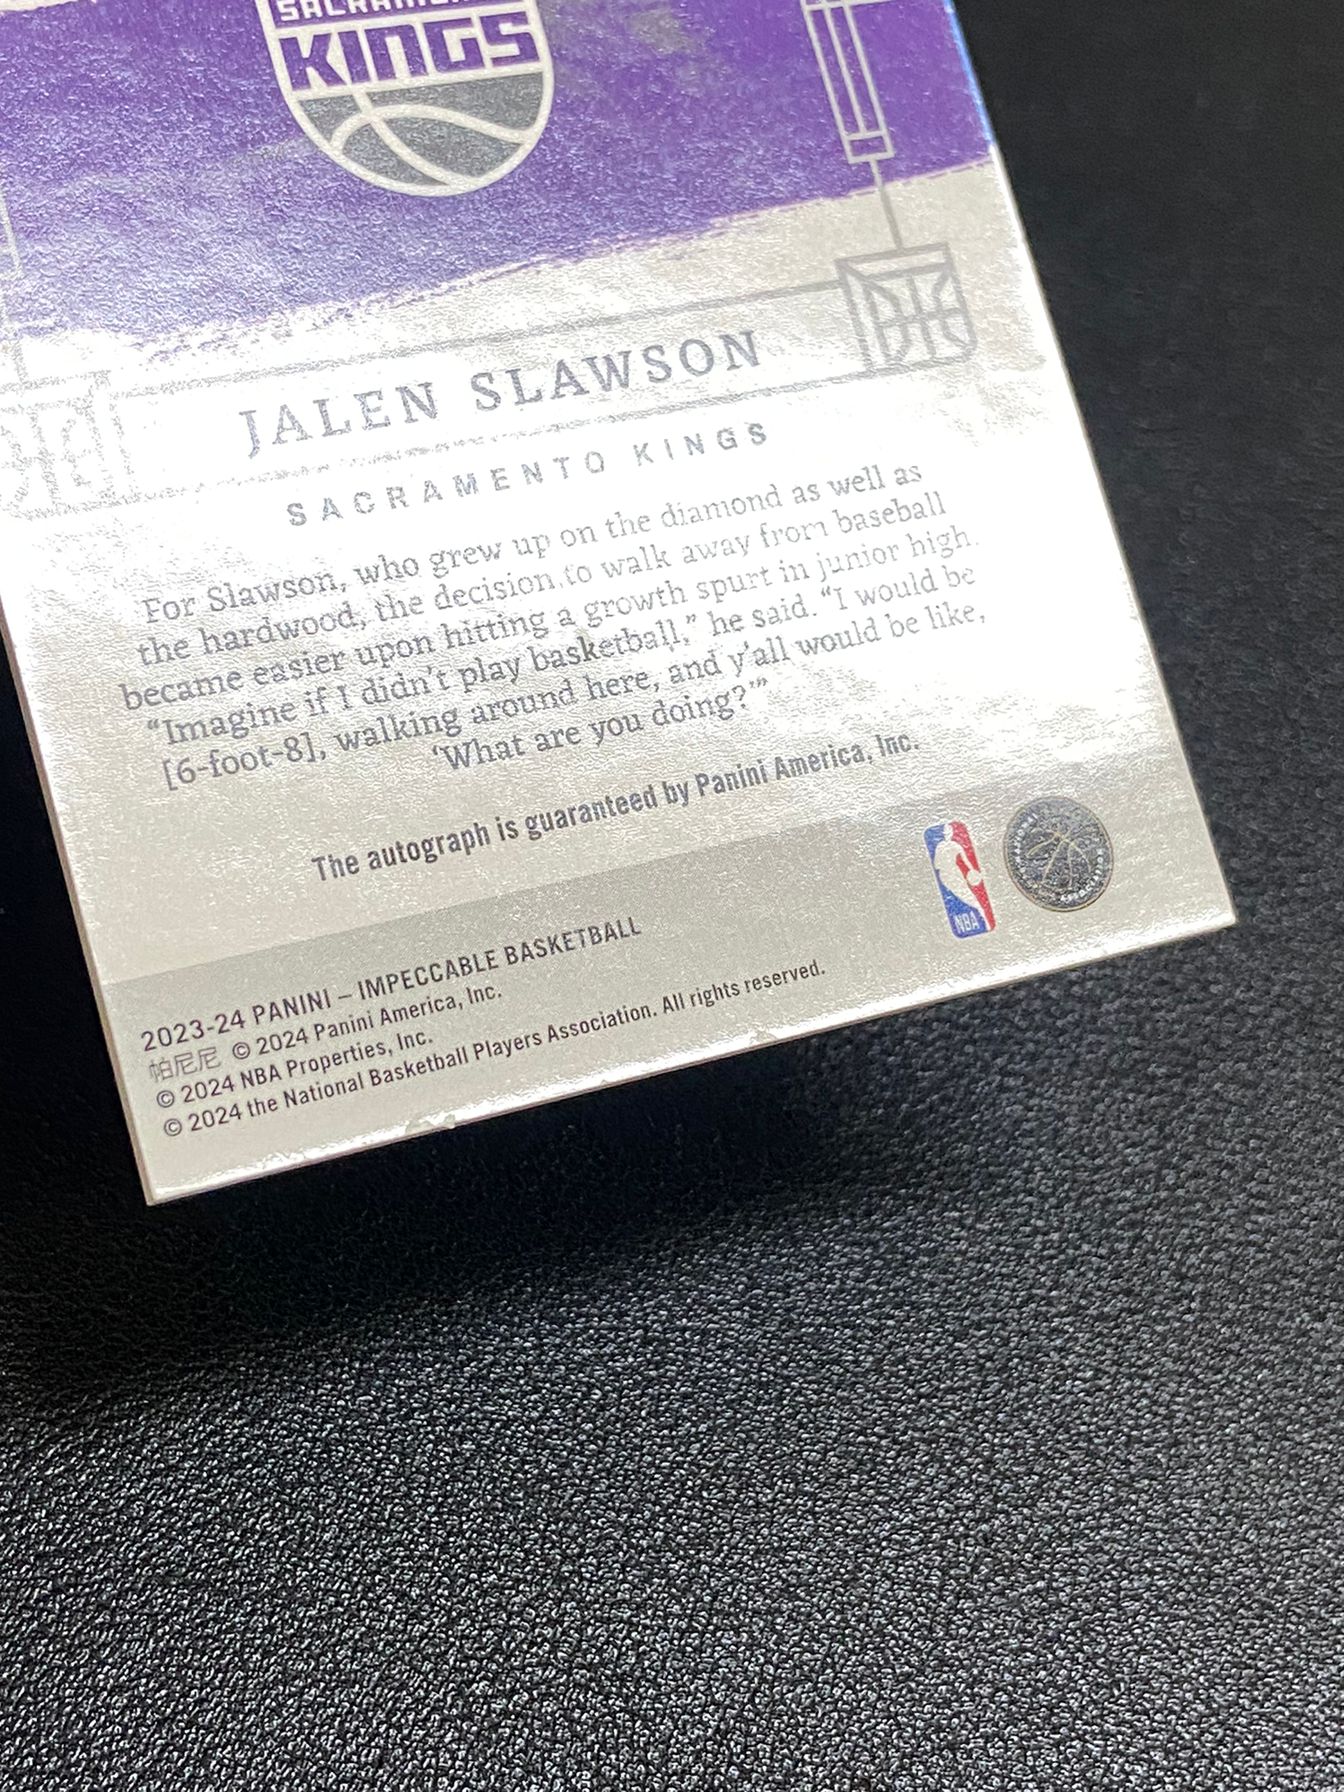 SACRAMENTO
KINGS
JALEN SLAWSON
SACRAMENTO KINGS
For Slawson, who grew up on the diamond as well as
the hardwood, the decision to walk away from baseball
became easier upon hitting a growth spurt in junior high.
“Imagine if I didn’t play basketball,” he said. “I would be
[6-foot-8], walking around here, and y’all would be like,
‘What are you doing?’”
The autograph is guaranteed by Panini America, Inc.
NBA
2023-24 PANINI – IMPECCABLE BASKETBALL
帕尼尼 © 2024 Panini America, Inc.
© 2024 NBA Properties, Inc.
© 2024 the National Basketball Players Association. All rights reserved.